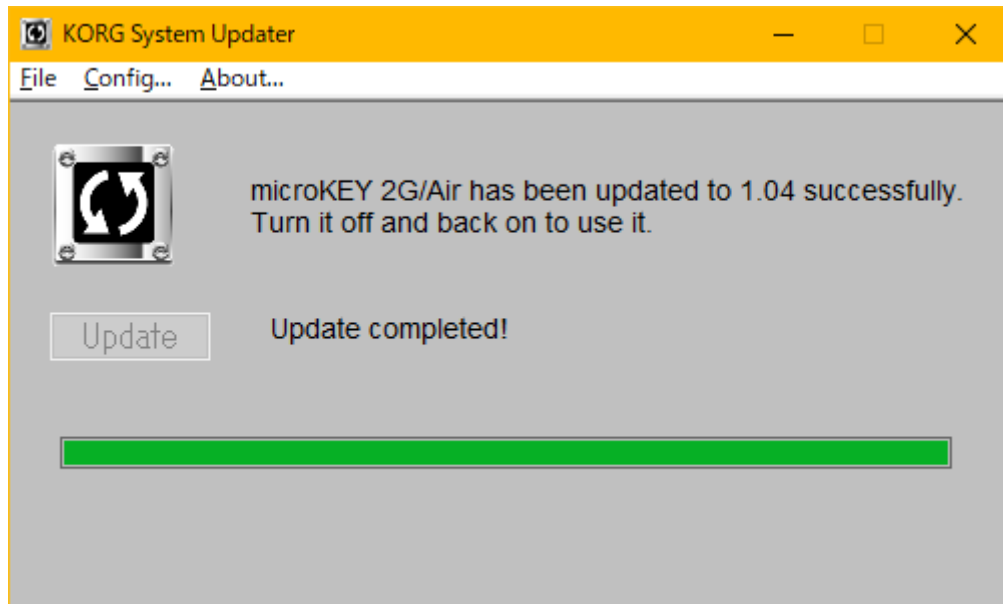 KORG System Updater
File Config... About...
microKEY 2G/Air has been updated to 1.04 successfully.
Turn it off and back on to use it.
Update
Update completed!